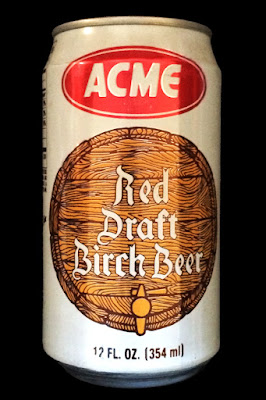 ACME
Red
Draft
Birch Beer
12 FL. OZ. (354 ml)